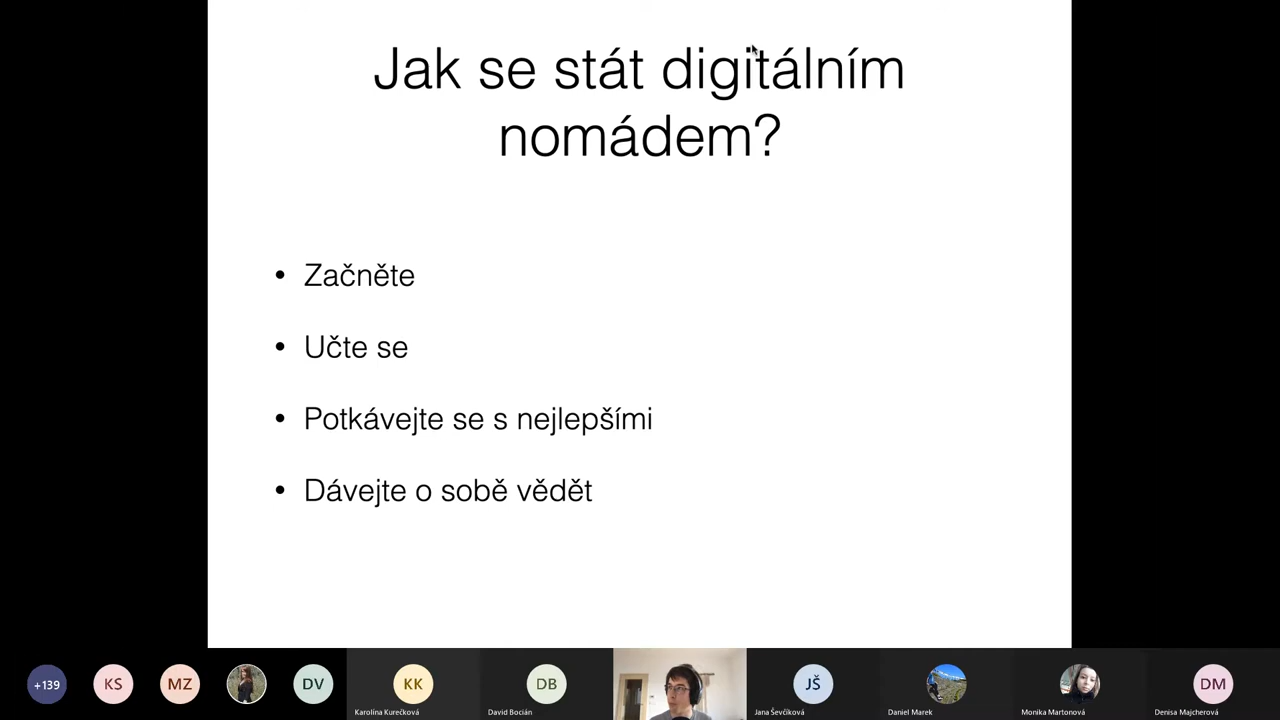 Jak se stát digitálním
nomádem?
• Začněte
• Učte se
• Potkávejte se s nejlepšími
• Dávejte o sobě vědět
+139
KS
MZ
DV
KK
DB
JŠ
DM
Karolína Kurečková
David Bocián
Jana Ševčíková
Daniel Marek
Monika Martonová
Denisa Majcherová